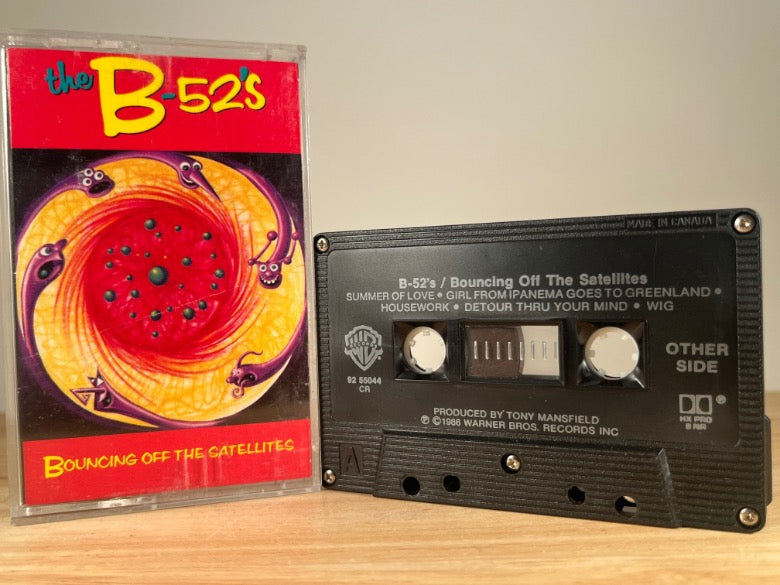 the B-52's
BOUNCING OFF THE SATELLITES
MADE IN CANADA
B-52's / Bouncing Off The Satellites
SUMMER OF LOVE • GIRL FROM IPANEMA GOES TO GREENLAND •
HOUSEWORK • DETOUR THRU YOUR MIND • WIG
92 55044
CR
OTHER
SIDE
HX PRO
B NR
PRODUCED BY TONY MANSFIELD
℗©1986 WARNER BROS. RECORDS INC
A